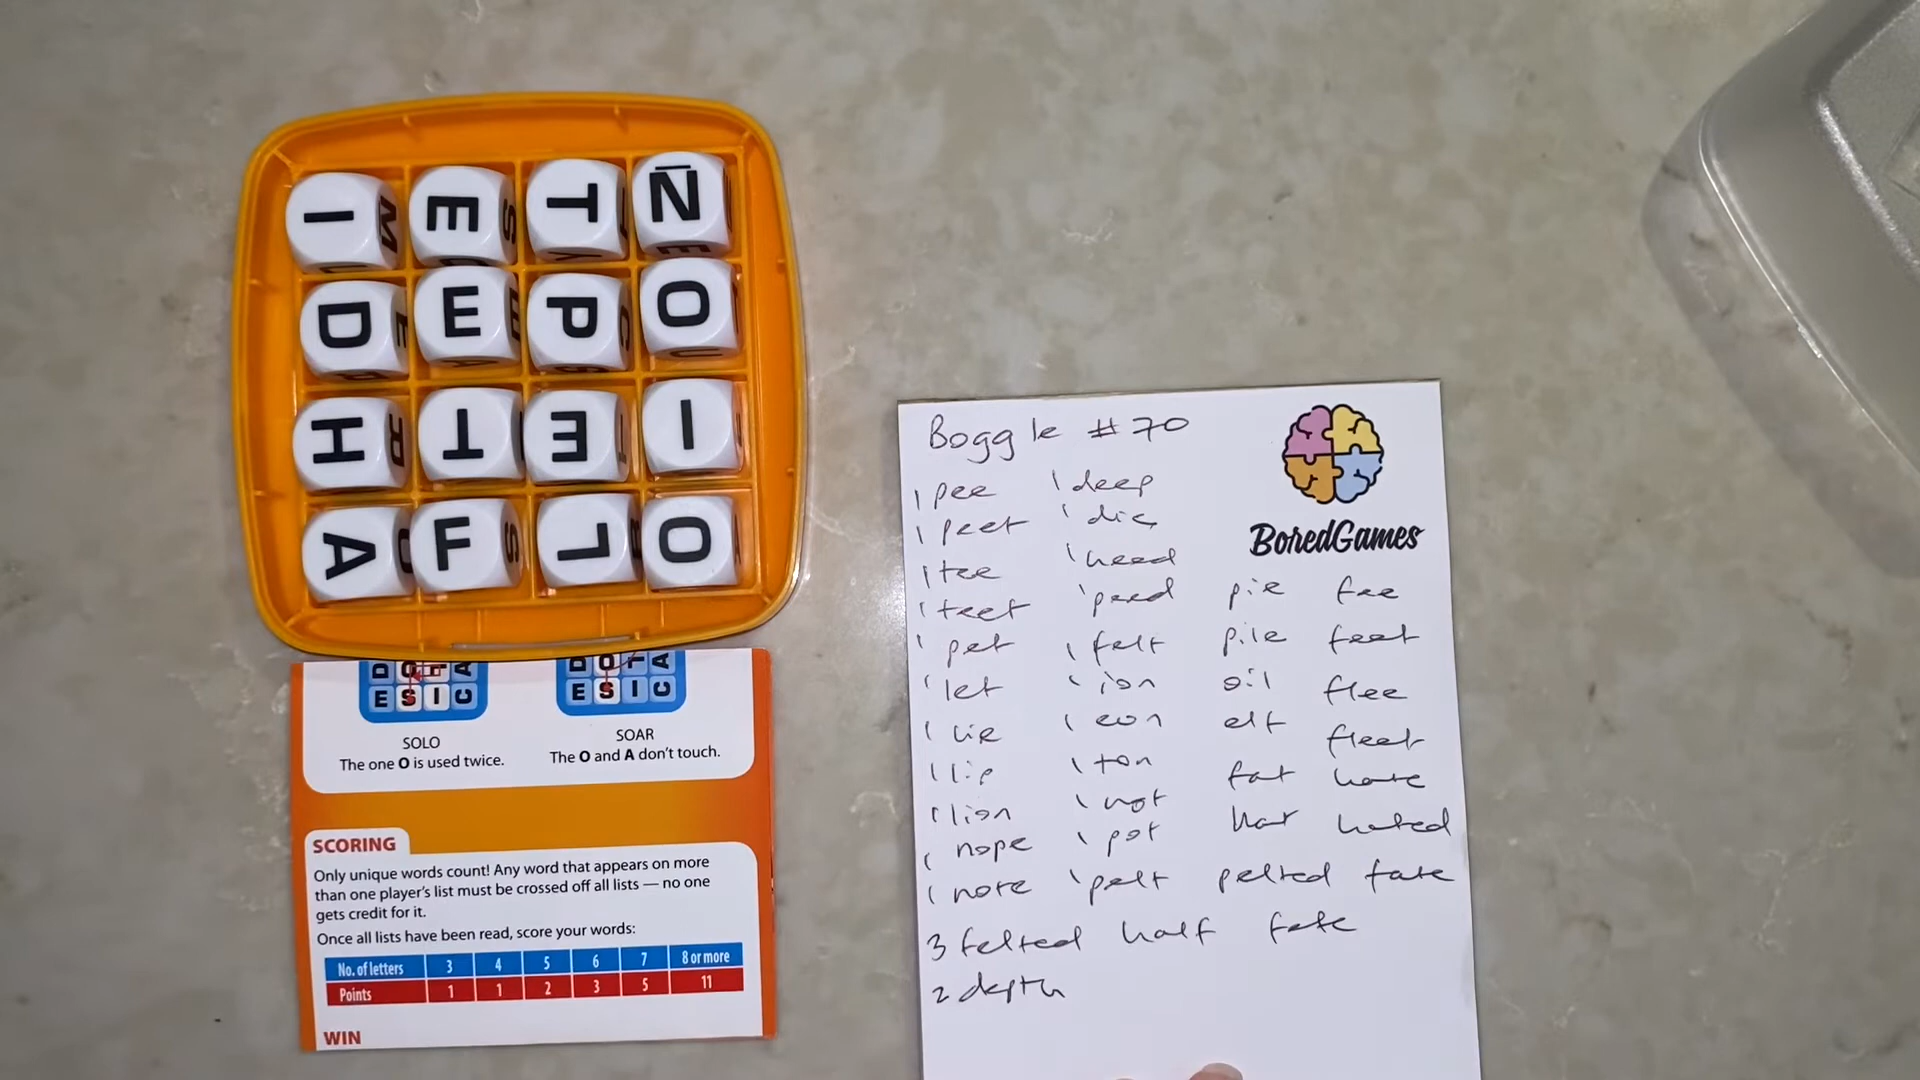 I E T N
D E P O
H T E I
A F L O
Boggle #70
BoredGames
1 pee 1 deep
1 peet 1 die
1 tee 1 heed
1 teet 1 peed pie fee
1 pet 1 felt pile feet
1 let 1 ion oil flee
1 lie 1 eon elf fleet
1 lip 1 ton fat hate
1 lion 1 not hat hated
1 nope 1 pot
1 note 1 pelt pelted fate
3 felted half fete
2 depth
E S I C
E S I C
SOLO
The one O is used twice.
SOAR
The O and A don't touch.
SCORING
Only unique words count! Any word that appears on more
than one player's list must be crossed off all lists — no one
gets credit for it.
Once all lists have been read, score your words:
No. of letters 3 4 5 6 7 8 or more
Points 1 1 2 3 5 11
WIN